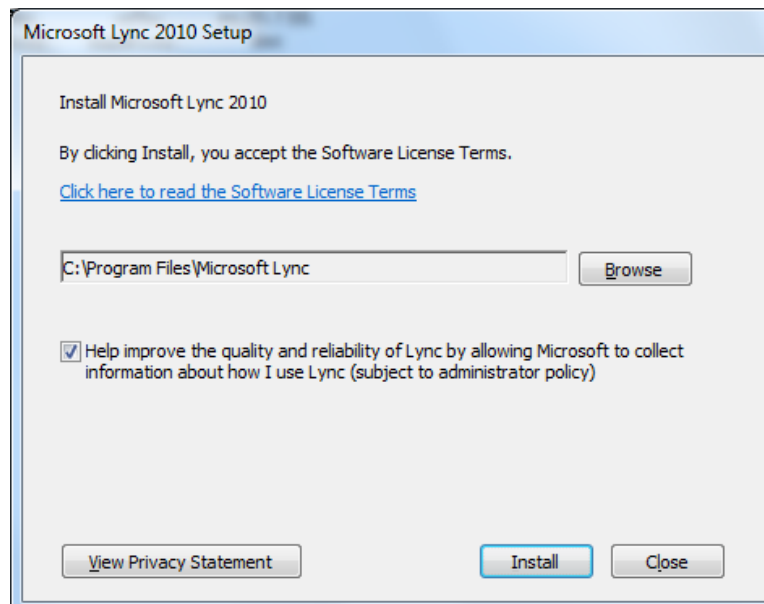 Microsoft Lync 2010 Setup
Install Microsoft Lync 2010
By clicking Install, you accept the Software License Terms.
Click here to read the Software License Terms
C:\Program Files\Microsoft Lync
Browse
Help improve the quality and reliability of Lync by allowing Microsoft to collect
information about how I use Lync (subject to administrator policy)
View Privacy Statement
Install
Close